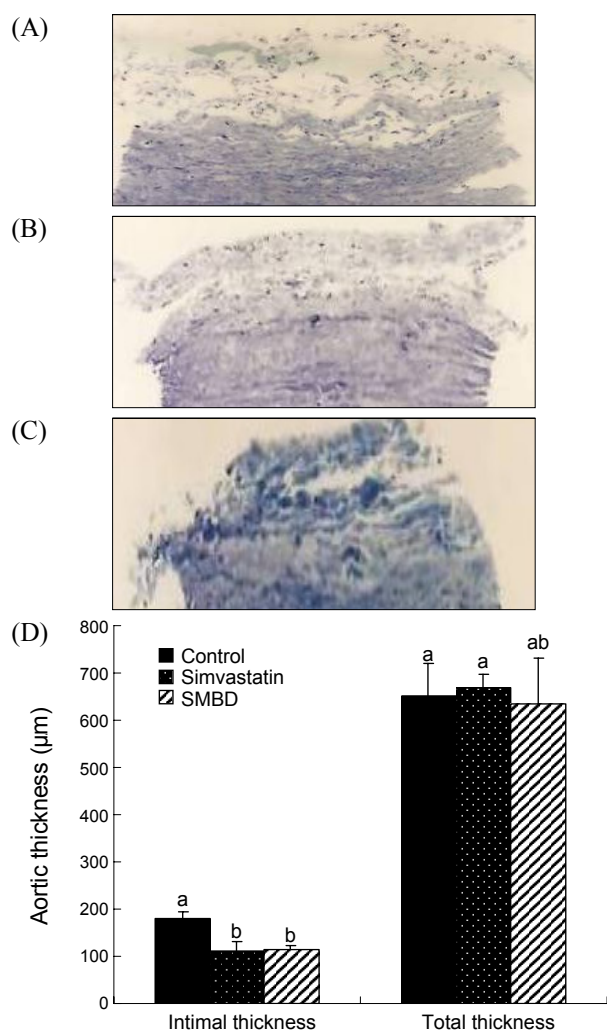 (A)
(B)
(C)
(D)
800
700
600
500
400
300
200
100
0
Aortic thickness (µm)
Control
Simvastatin
SMBD
a
b
b
a
a
ab
Intimal thickness
Total thickness